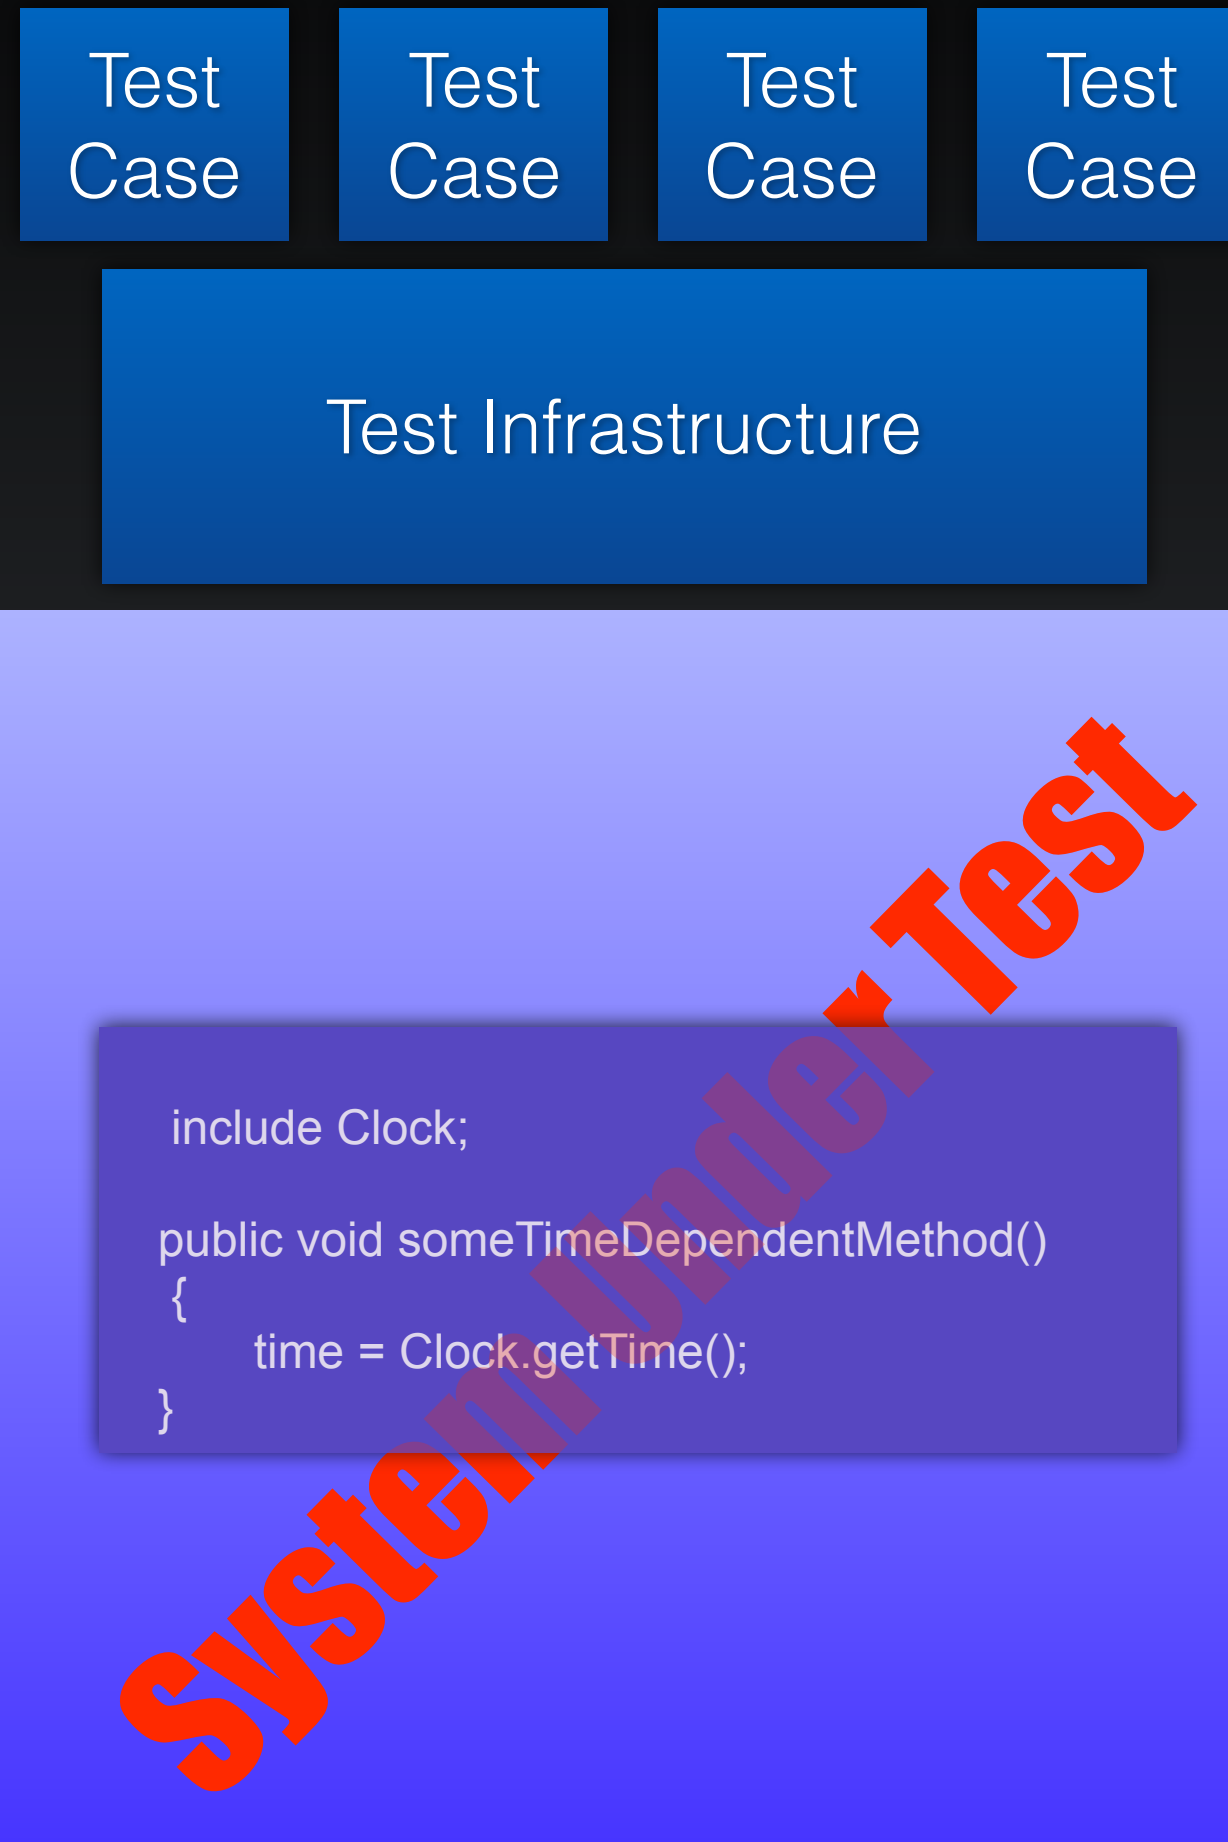 Test
Case
Test
Case
Test
Case
Test
Case
Test Infrastructure
System Under Test
include Clock;
public void someTimeDependentMethod()
{
time = Clock.getTime();
}